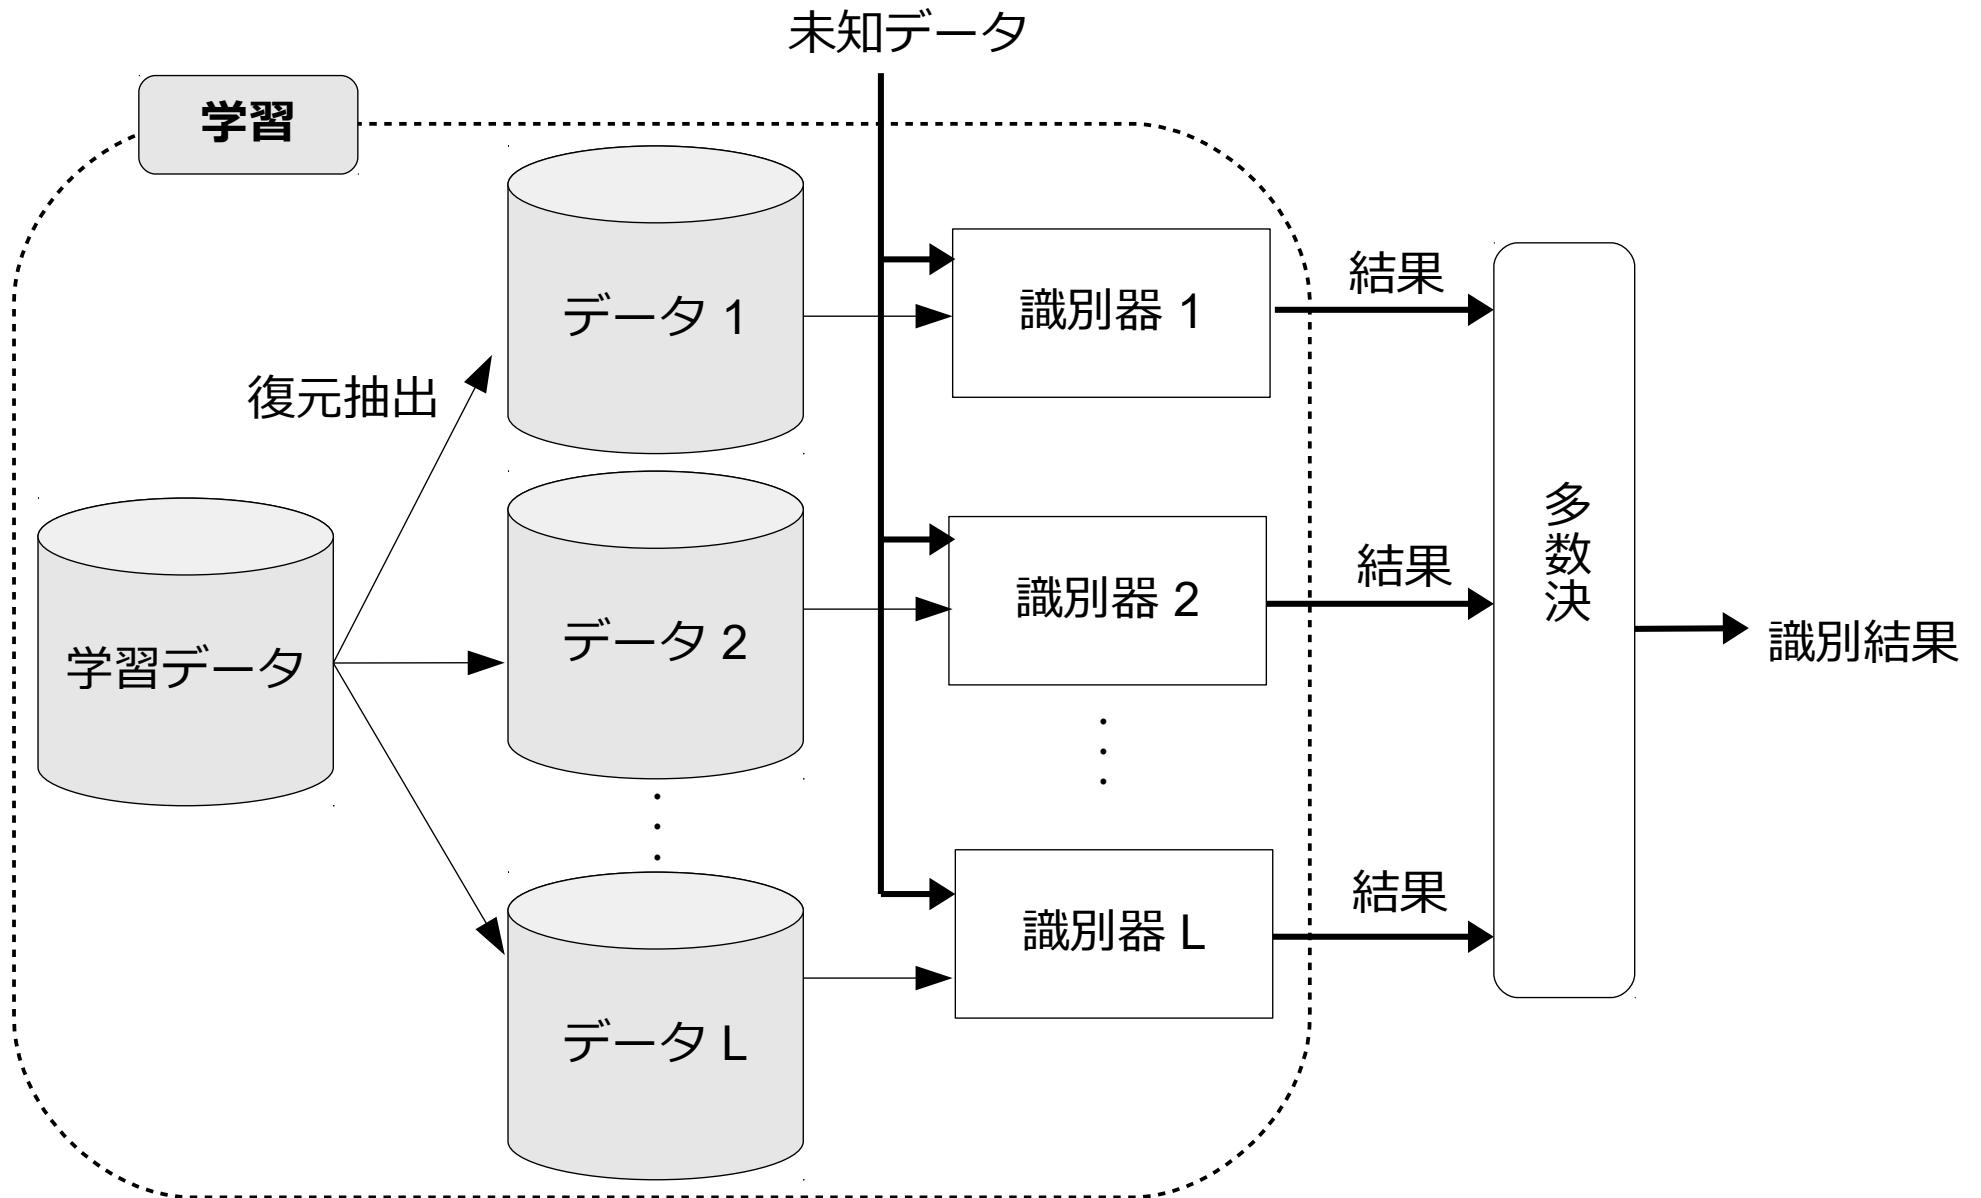 未知データ
学習
データ 1
識別器 1
結果
復元抽出
学習データ
データ 2
識別器 2
結果
多数決
識別結果
データ L
識別器 L
結果